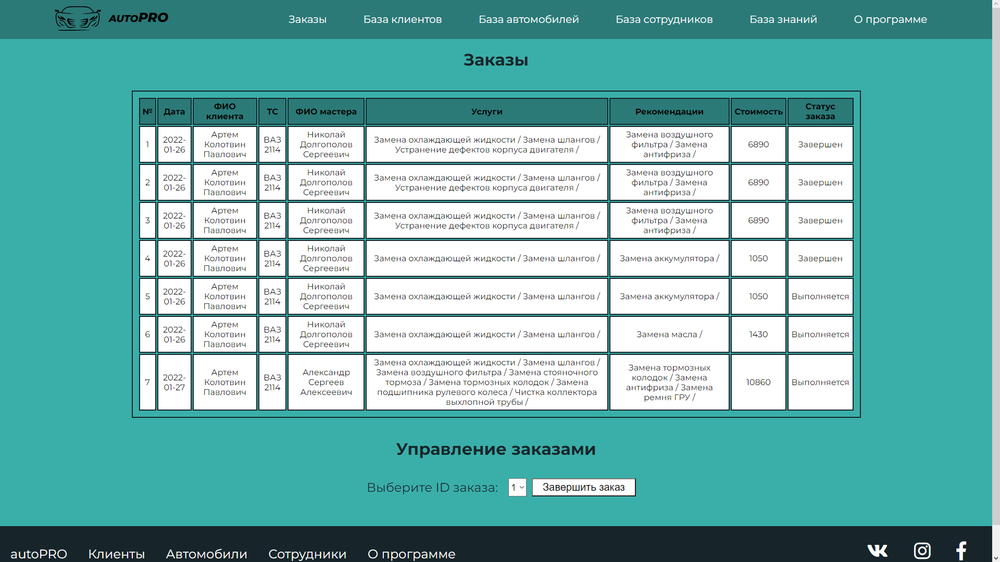 AUTOPRO
Заказы База клиентов База автомобилей База сотрудников База знаний О программе
Заказы
№ Дата ФИО клиента ТС ФИО мастера Услуги Рекомендации Стоимость Статус заказа
1 2022-01-26 Артем Колотвин Павлович ВАЗ 2114 Николай Долгополов Сергеевич Замена охлаждающей жидкости / Замена шлангов / Устранение дефектов корпуса двигателя / Замена воздушного фильтра / Замена антифриза / 6890 Завершен
2 2022-01-26 Артем Колотвин Павлович ВАЗ 2114 Николай Долгополов Сергеевич Замена охлаждающей жидкости / Замена шлангов / Устранение дефектов корпуса двигателя / Замена воздушного фильтра / Замена антифриза / 6890 Завершен
3 2022-01-26 Артем Колотвин Павлович ВАЗ 2114 Николай Долгополов Сергеевич Замена охлаждающей жидкости / Замена шлангов / Устранение дефектов корпуса двигателя / Замена воздушного фильтра / Замена антифриза / 6890 Завершен
4 2022-01-26 Артем Колотвин Павлович ВАЗ 2114 Николай Долгополов Сергеевич Замена охлаждающей жидкости / Замена шлангов / Замена аккумулятора / 1050 Завершен
5 2022-01-26 Артем Колотвин Павлович ВАЗ 2114 Николай Долгополов Сергеевич Замена охлаждающей жидкости / Замена шлангов / Замена аккумулятора / 1050 Выполняется
6 2022-01-26 Артем Колотвин Павлович ВАЗ 2114 Николай Долгополов Сергеевич Замена охлаждающей жидкости / Замена шлангов / Замена масла / 1430 Выполняется
7 2022-01-27 Артем Колотвин Павлович ВАЗ 2114 Александр Сергеев Алексеевич Замена охлаждающей жидкости / Замена шлангов / Замена воздушного фильтра / Замена стояночного тормоза / Замена тормозных колодок / Замена подшипника рулевого колеса / Чистка коллектора выхлопной трубы / Замена тормозных колодок / Замена антифриза / Замена ремня ГРУ / 10860 Выполняется
Управление заказами
Выберите ID заказа: 1 Завершить заказ
autoPRO Клиенты Автомобили Сотрудники О программе